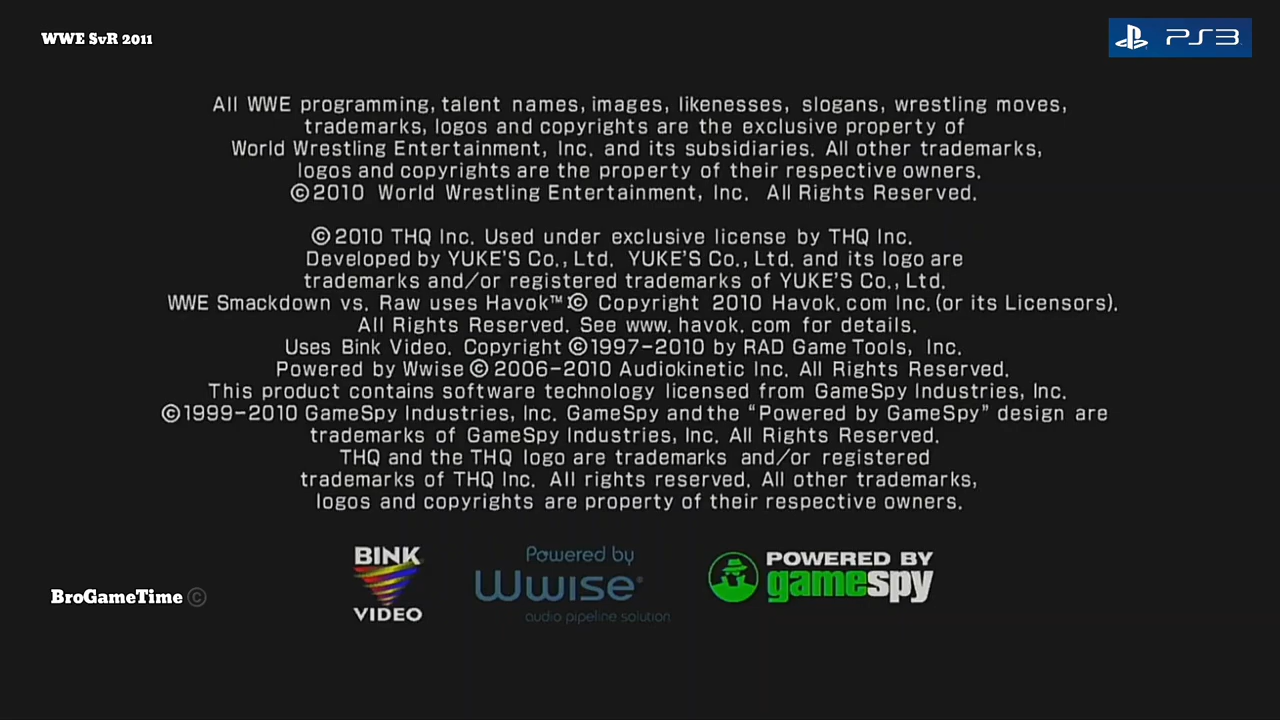 WWE SvR 2011
PS3
All WWE programming, talent names, images, likenesses, slogans, wrestling moves,
trademarks, logos and copyrights are the exclusive property of
World Wrestling Entertainment, Inc. and its subsidiaries. All other trademarks,
logos and copyrights are the property of their respective owners.
©2010 World Wrestling Entertainment, Inc. All Rights Reserved.
©2010 THQ Inc. Used under exclusive license by THQ Inc.
Developed by YUKE'S Co., Ltd. YUKE'S Co., Ltd. and its logo are
trademarks and/or registered trademarks of YUKE'S Co., Ltd.
WWE Smackdown vs. Raw uses Havok™:© Copyright 2010 Havok.com Inc.(or its Licensors).
All Rights Reserved. See www.havok.com for details.
Uses Bink Video. Copyright ©1997-2010 by RAD Game Tools, Inc.
Powered by Wwise ©2006-2010 Audiokinetic Inc. All Rights Reserved.
This product contains software technology licensed from GameSpy Industries, Inc.
©1999-2010 GameSpy Industries, Inc. GameSpy and the “Powered by GameSpy” design are
trademarks of GameSpy Industries, Inc. All Rights Reserved.
THQ and the THQ logo are trademarks and/or registered
trademarks of THQ Inc. All rights reserved. All other trademarks,
logos and copyrights are property of their respective owners.
BINK
VIDEO
Powered by
Wwise®
audio pipeline solution
POWERED BY
gamespy
BroGameTime ©